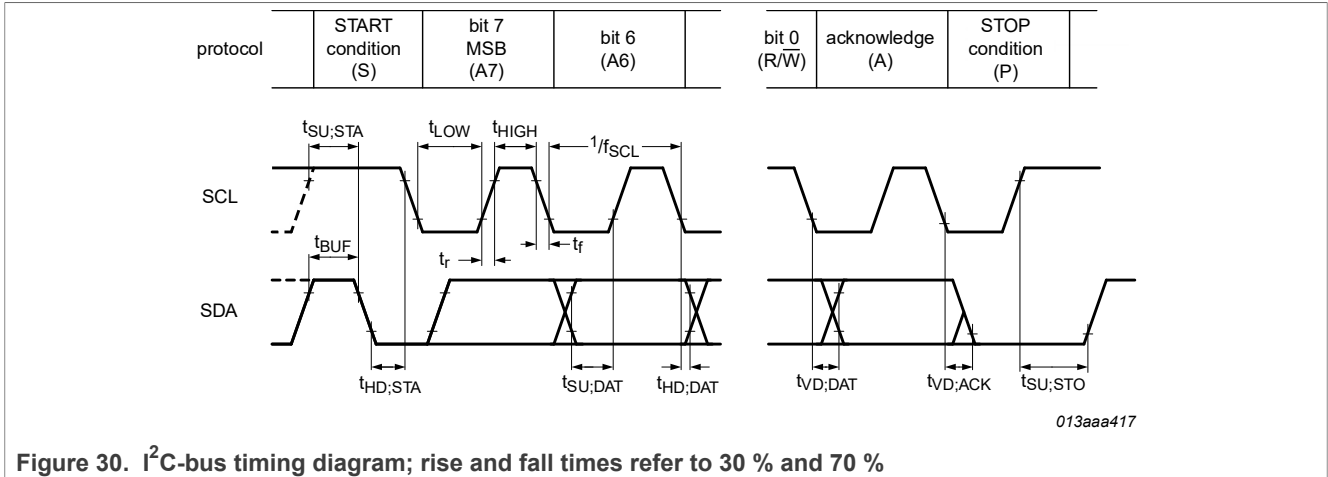 protocol
START
condition
(S)
bit 7
MSB
(A7)
bit 6
(A6)
bit 0
(R/W̅)
acknowledge
(A)
STOP
condition
(P)
tSU;STA
tLOW
tHIGH
1/fSCL
SCL
tBUF
tr
tf
SDA
tHD;STA
tSU;DAT
tHD;DAT
tVD;DAT
tVD;ACK
tSU;STO
013aaa417
Figure 30. I²C-bus timing diagram; rise and fall times refer to 30 % and 70 %